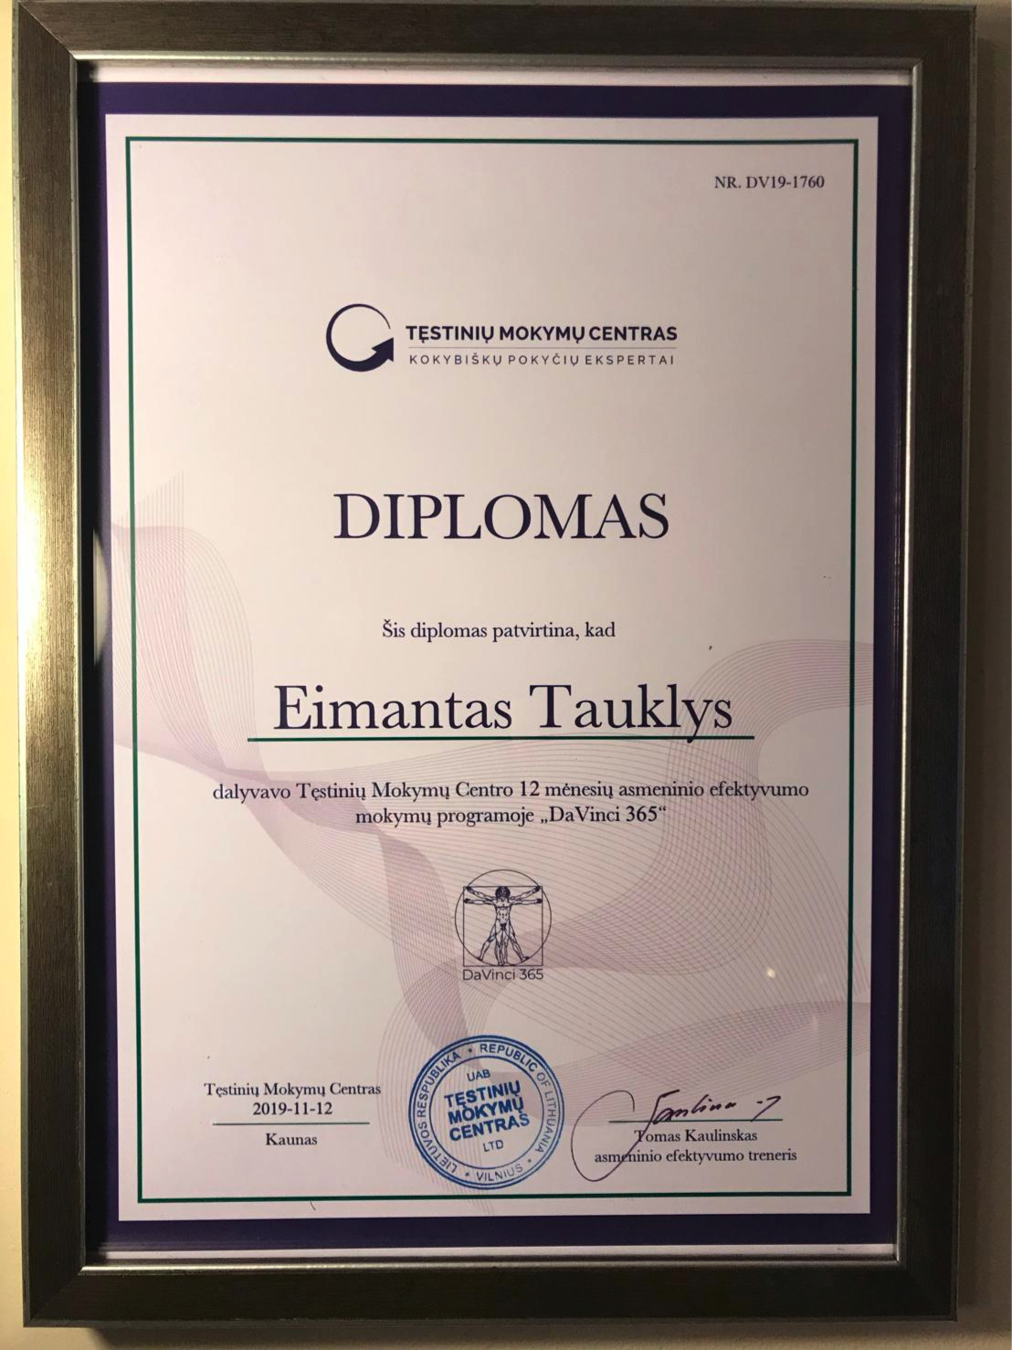 NR. DV19-1760
TĘSTINIŲ MOKYMŲ CENTRAS
KOKYBIŠKŲ POKYČIŲ EKSPERTAI
DIPLOMAS
Šis diplomas patvirtina, kad
Eimantas Tauklys
dalyvavo Tęstinių Mokymų Centro 12 mėnesių asmeninio efektyvumo
mokymų programoje „DaVinci 365“
DaVinci 365
Tęstinių Mokymų Centras
2019-11-12
Kaunas
LIETUVOS RESPUBLIKA * REPUBLIC OF LITHUANIA * VILNIUS *
UAB
TĘSTINIŲ
MOKYMŲ
CENTRAS
LTD
Tomas Kaulinskas
asmeninio efektyvumo treneris